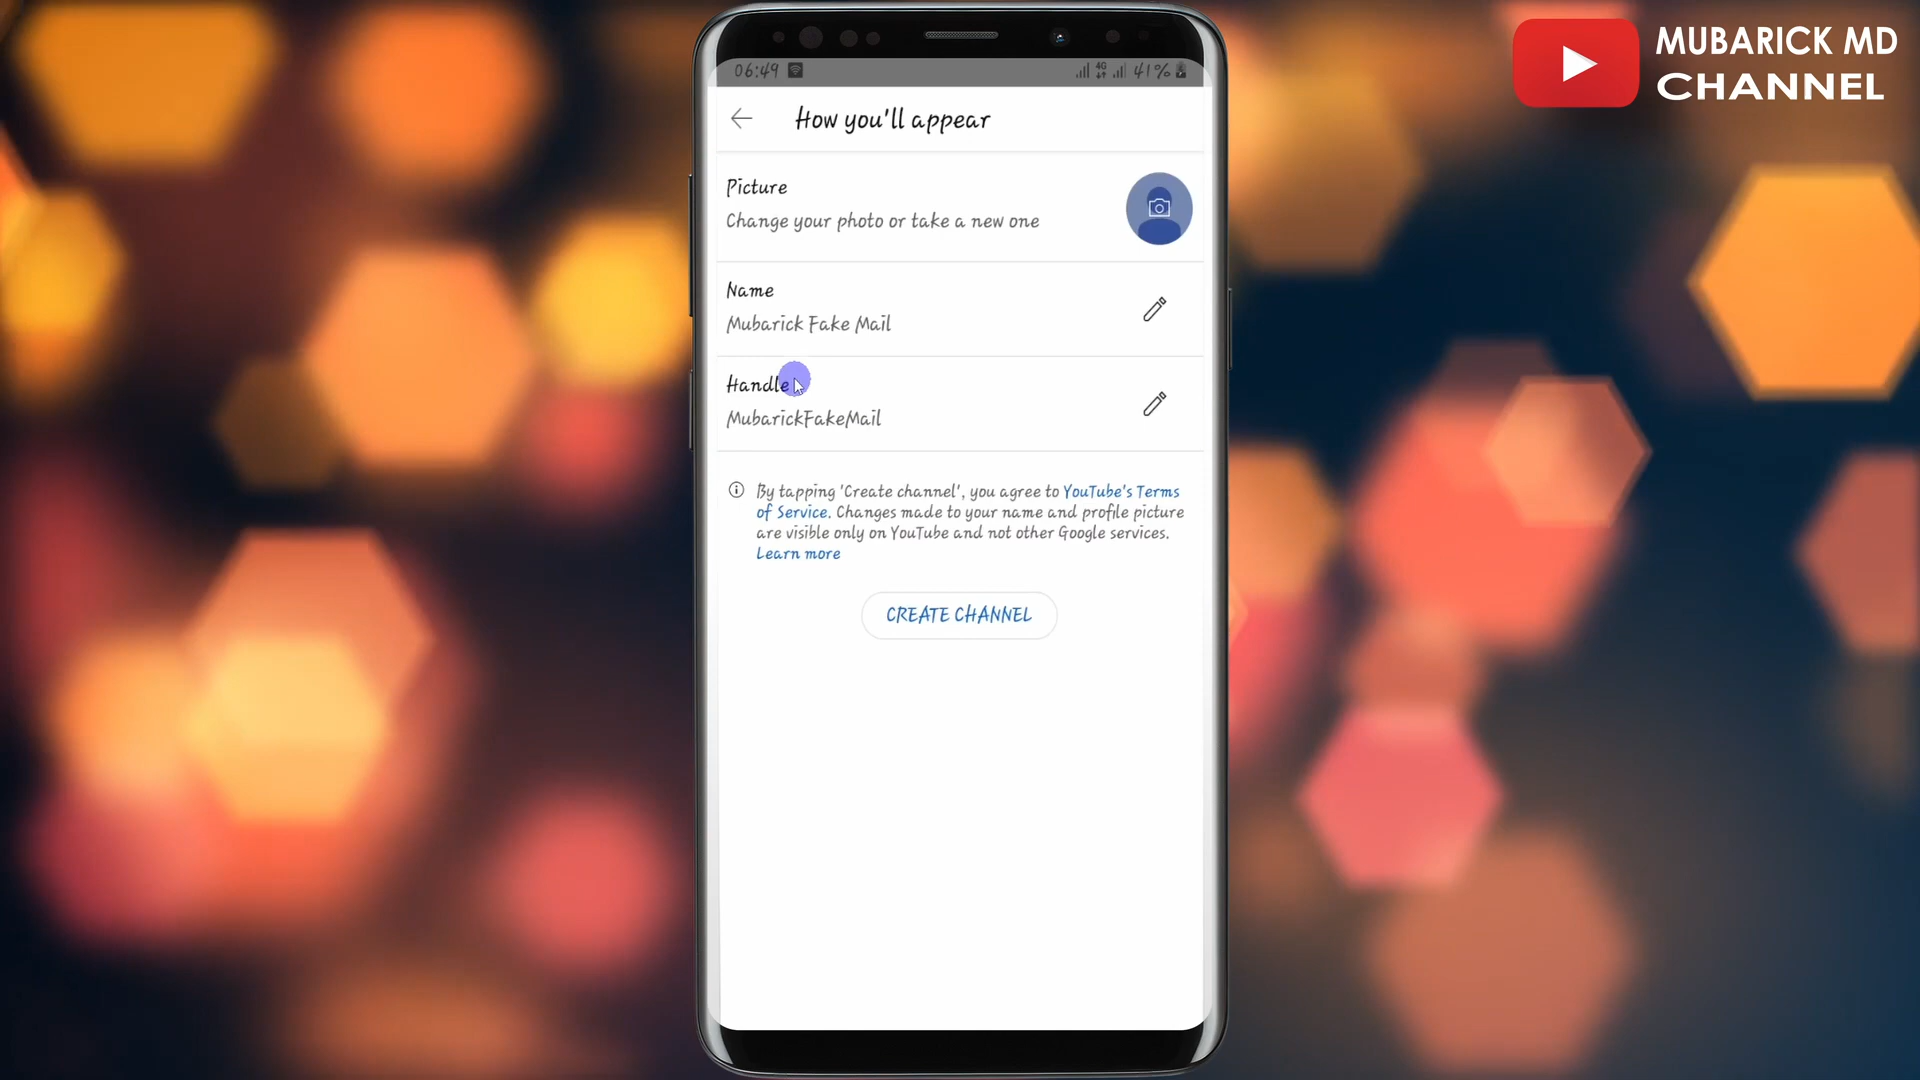 MUBARICK MD
CHANNEL
06:49
4G
41%
How you'll appear
Picture
Change your photo or take a new one
Name
Mubarick Fake Mail
Handle
MubarickFakeMail
By tapping 'Create channel', you agree to YouTube's Terms
of Service. Changes made to your name and profile picture
are visible only on YouTube and not other Google services.
Learn more
CREATE CHANNEL